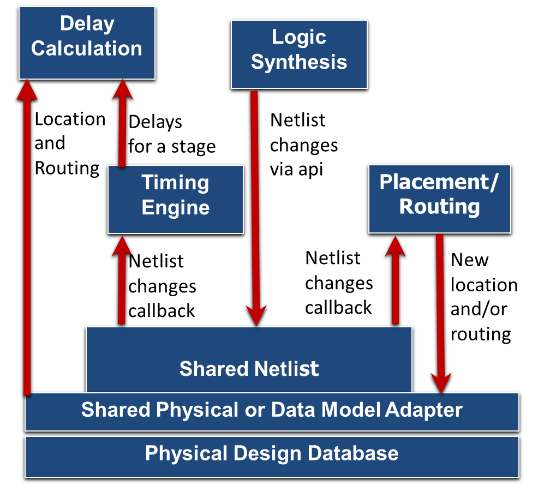 Delay
Calculation
Logic
Synthesis
Location
and
Routing
Delays
for a stage
Netlist
changes
via api
Timing
Engine
Placement/
Routing
Netlist
changes
callback
Netlist
changes
callback
New
location
and/or
routing
Shared Netlist
Shared Physical or Data Model Adapter
Physical Design Database